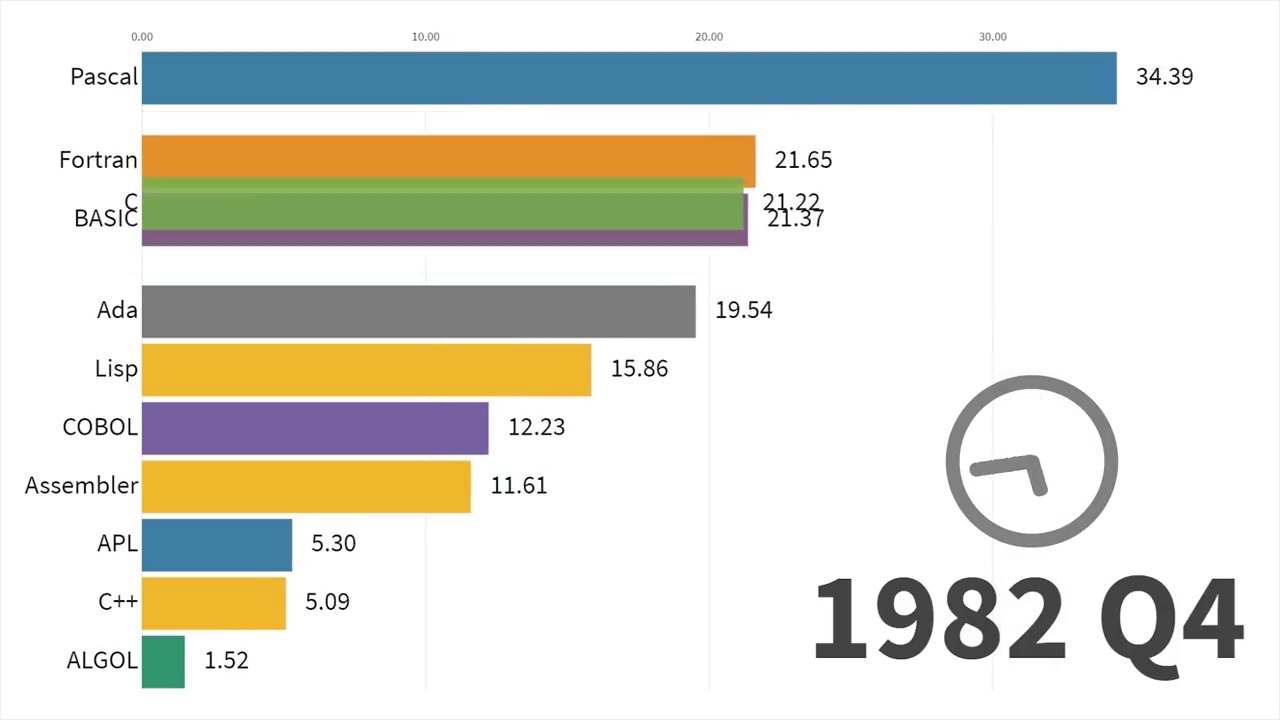 0.00 10.00 20.00 30.00
Pascal 34.39
Fortran 21.65
C 21.22
BASIC 21.37
Ada 19.54
Lisp 15.86
COBOL 12.23
Assembler 11.61
APL 5.30
C++ 5.09
ALGOL 1.52
1982 Q4